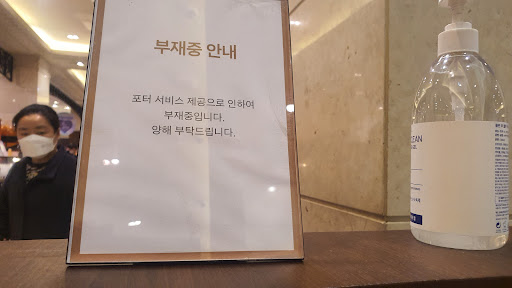 부재중 안내
포터 서비스 제공으로 인하여
부재중입니다.
양해 부탁드립니다.